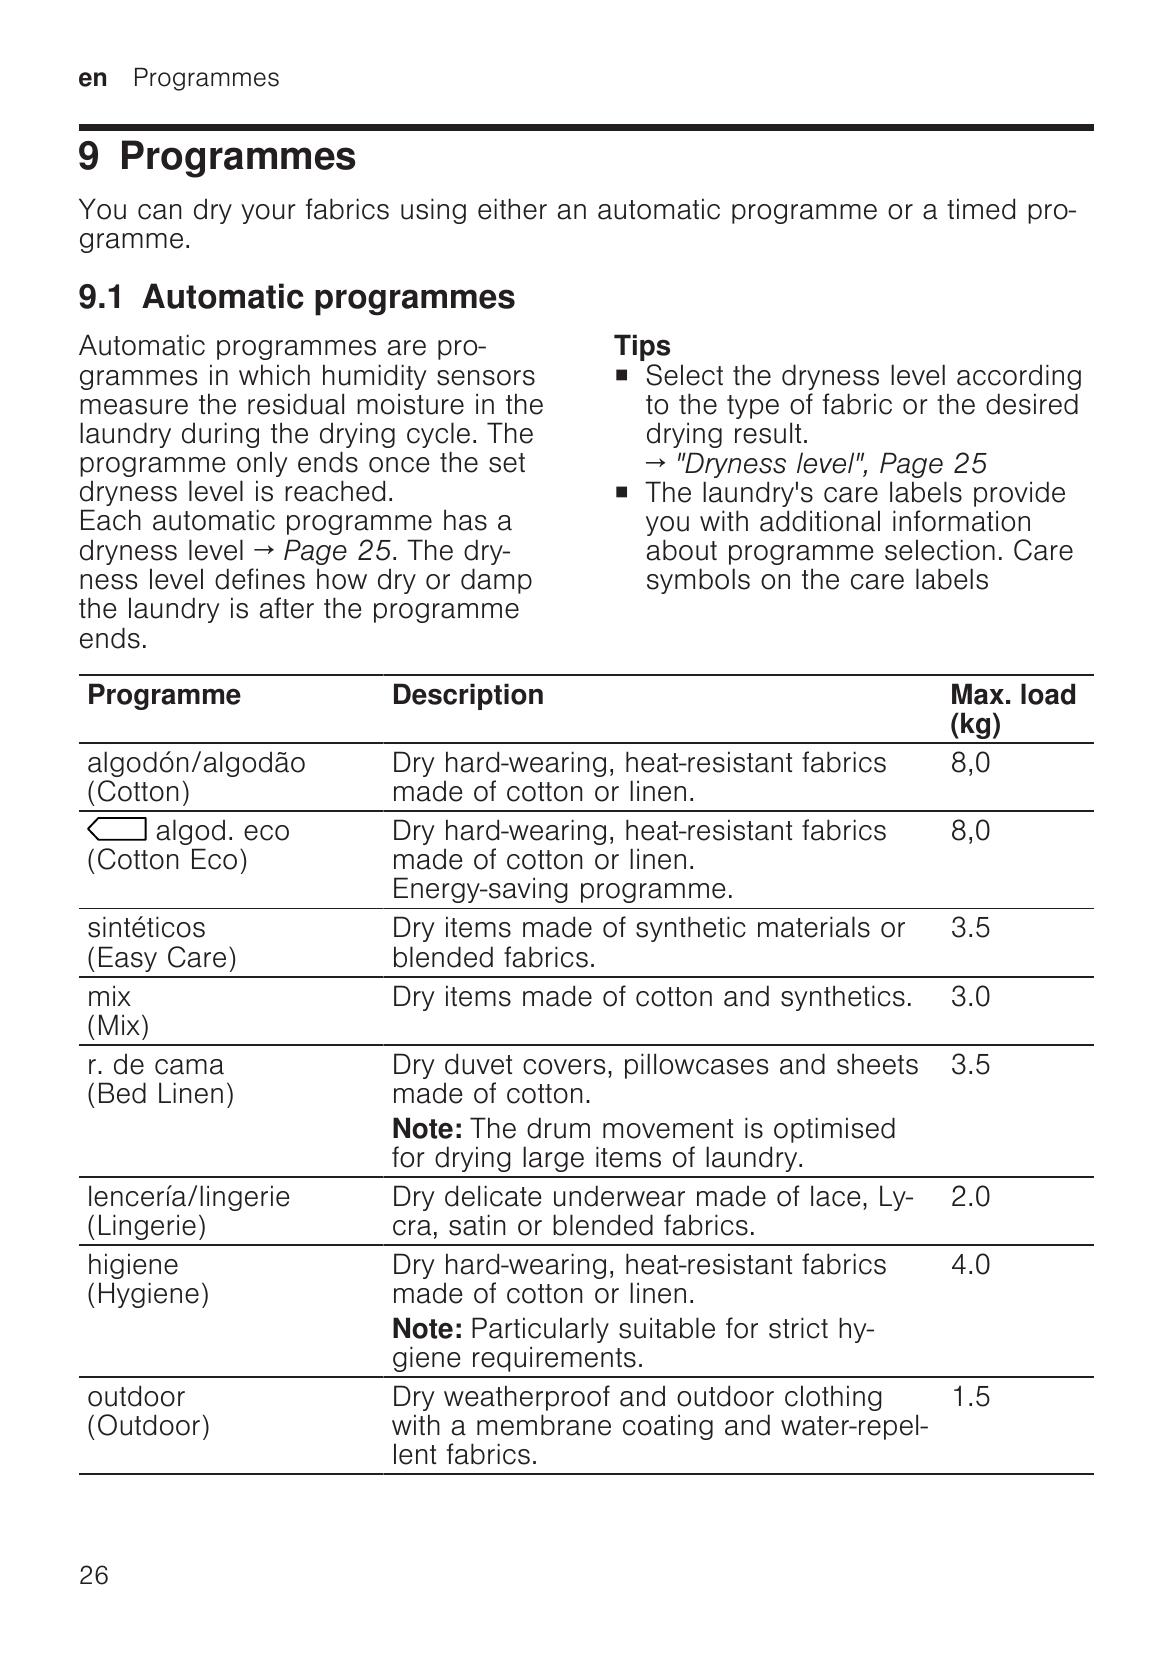 en Programmes
9 Programmes
You can dry your fabrics using either an automatic programme or a timed pro-
gramme.
9.1 Automatic programmes
Automatic programmes are pro-
grammes in which humidity sensors
measure the residual moisture in the
laundry during the drying cycle. The
programme only ends once the set
dryness level is reached.
Each automatic programme has a
dryness level → Page 25. The dry-
ness level defines how dry or damp
the laundry is after the programme
ends.
Tips
■ Select the dryness level according
to the type of fabric or the desired
drying result.
→ "Dryness level", Page 25
■ The laundry's care labels provide
you with additional information
about programme selection. Care
symbols on the care labels
Programme Description Max. load
(kg)
algodón/algodão Dry hard-wearing, heat-resistant fabrics 8,0
(Cotton) made of cotton or linen.
algod. eco Dry hard-wearing, heat-resistant fabrics 8,0
(Cotton Eco) made of cotton or linen.
Energy-saving programme.
sintéticos Dry items made of synthetic materials or 3.5
(Easy Care) blended fabrics.
mix Dry items made of cotton and synthetics. 3.0
(Mix)
r. de cama Dry duvet covers, pillowcases and sheets 3.5
(Bed Linen) made of cotton.
Note: The drum movement is optimised
for drying large items of laundry.
lencería/lingerie Dry delicate underwear made of lace, Ly- 2.0
(Lingerie) cra, satin or blended fabrics.
higiene Dry hard-wearing, heat-resistant fabrics 4.0
(Hygiene) made of cotton or linen.
Note: Particularly suitable for strict hy-
giene requirements.
outdoor Dry weatherproof and outdoor clothing 1.5
(Outdoor) with a membrane coating and water-repel-
lent fabrics.
26